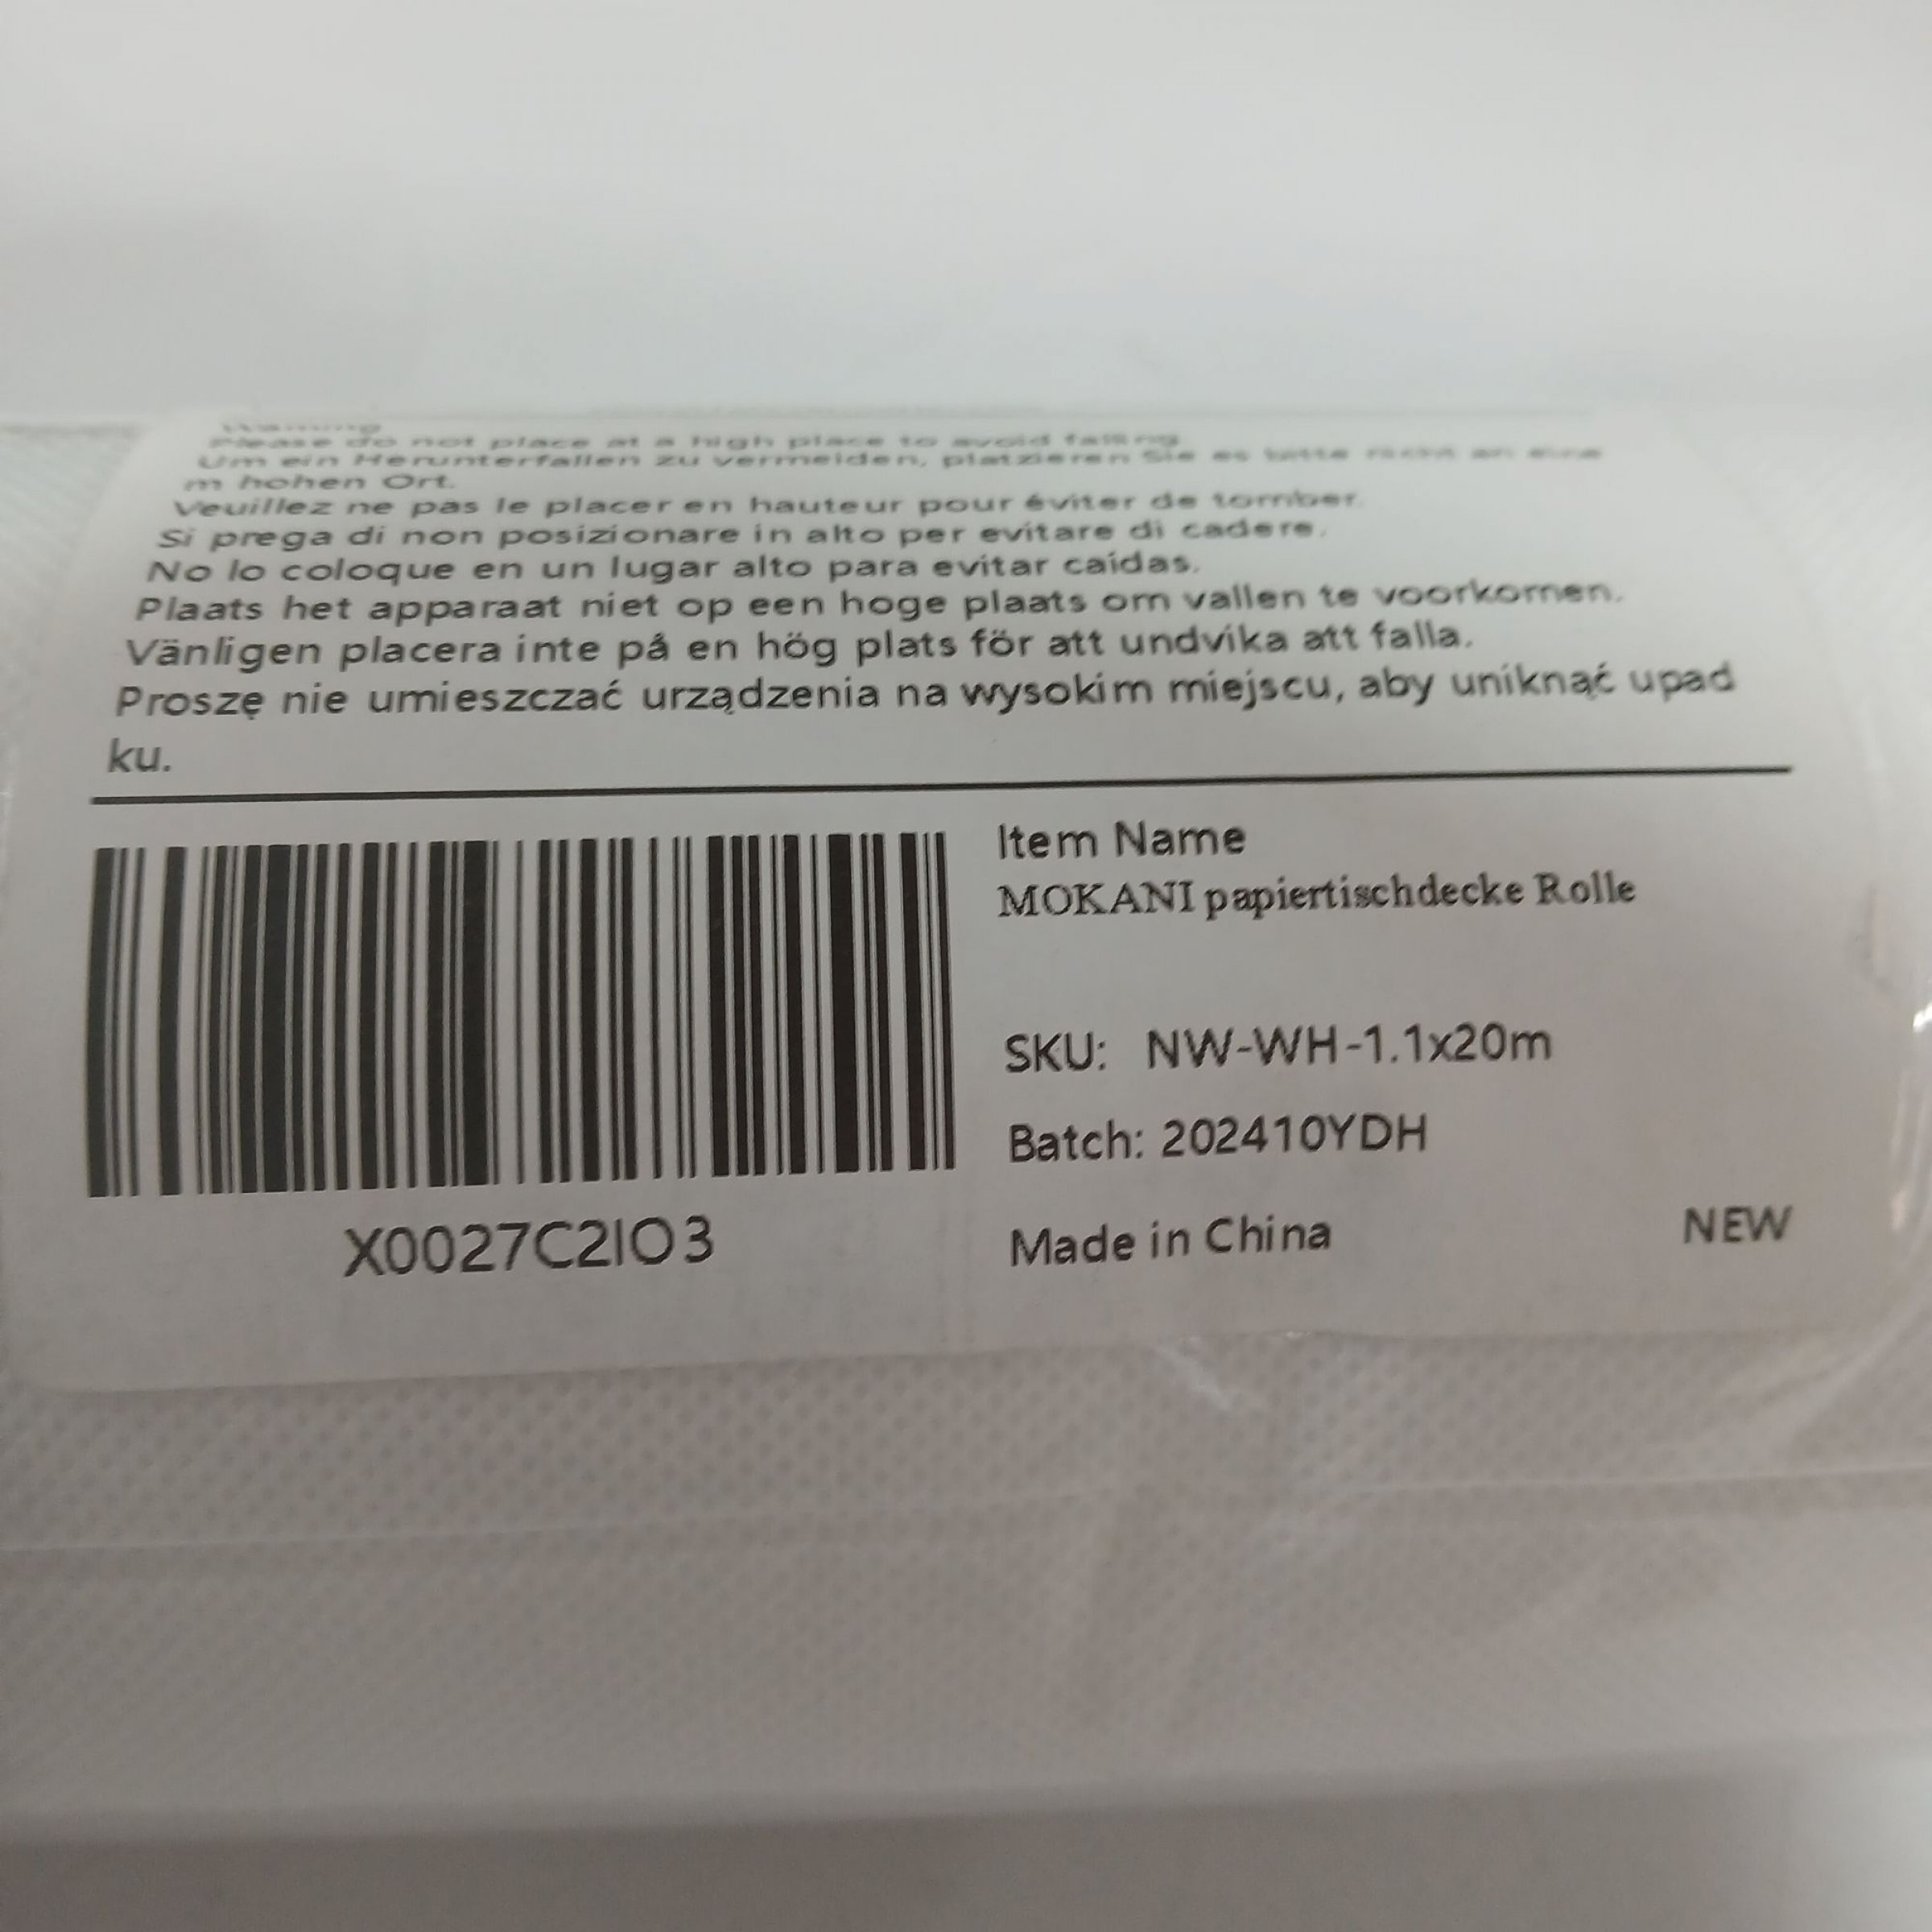 Warning
Please do not place at a high place to avoid falling.
Um ein Herunterfallen zu vermeiden, platzieren Sie es bitte nicht an eine
m hohen Ort.
Veuillez ne pas le placer en hauteur pour éviter de tomber.
Si prega di non posizionare in alto per evitare di cadere.
No lo coloque en un lugar alto para evitar caídas.
Plaats het apparaat niet op een hoge plaats om vallen te voorkomen.
Vänligen placera inte på en hög plats för att undvika att falla.
Proszę nie umieszczać urządzenia na wysokim miejscu, aby uniknąć upad
ku.
Item Name
MOKANI papiertischdecke Rolle
SKU: NW-WH-1.1x20m
Batch: 202410YDH
Made in China NEW
X0027C2IO3